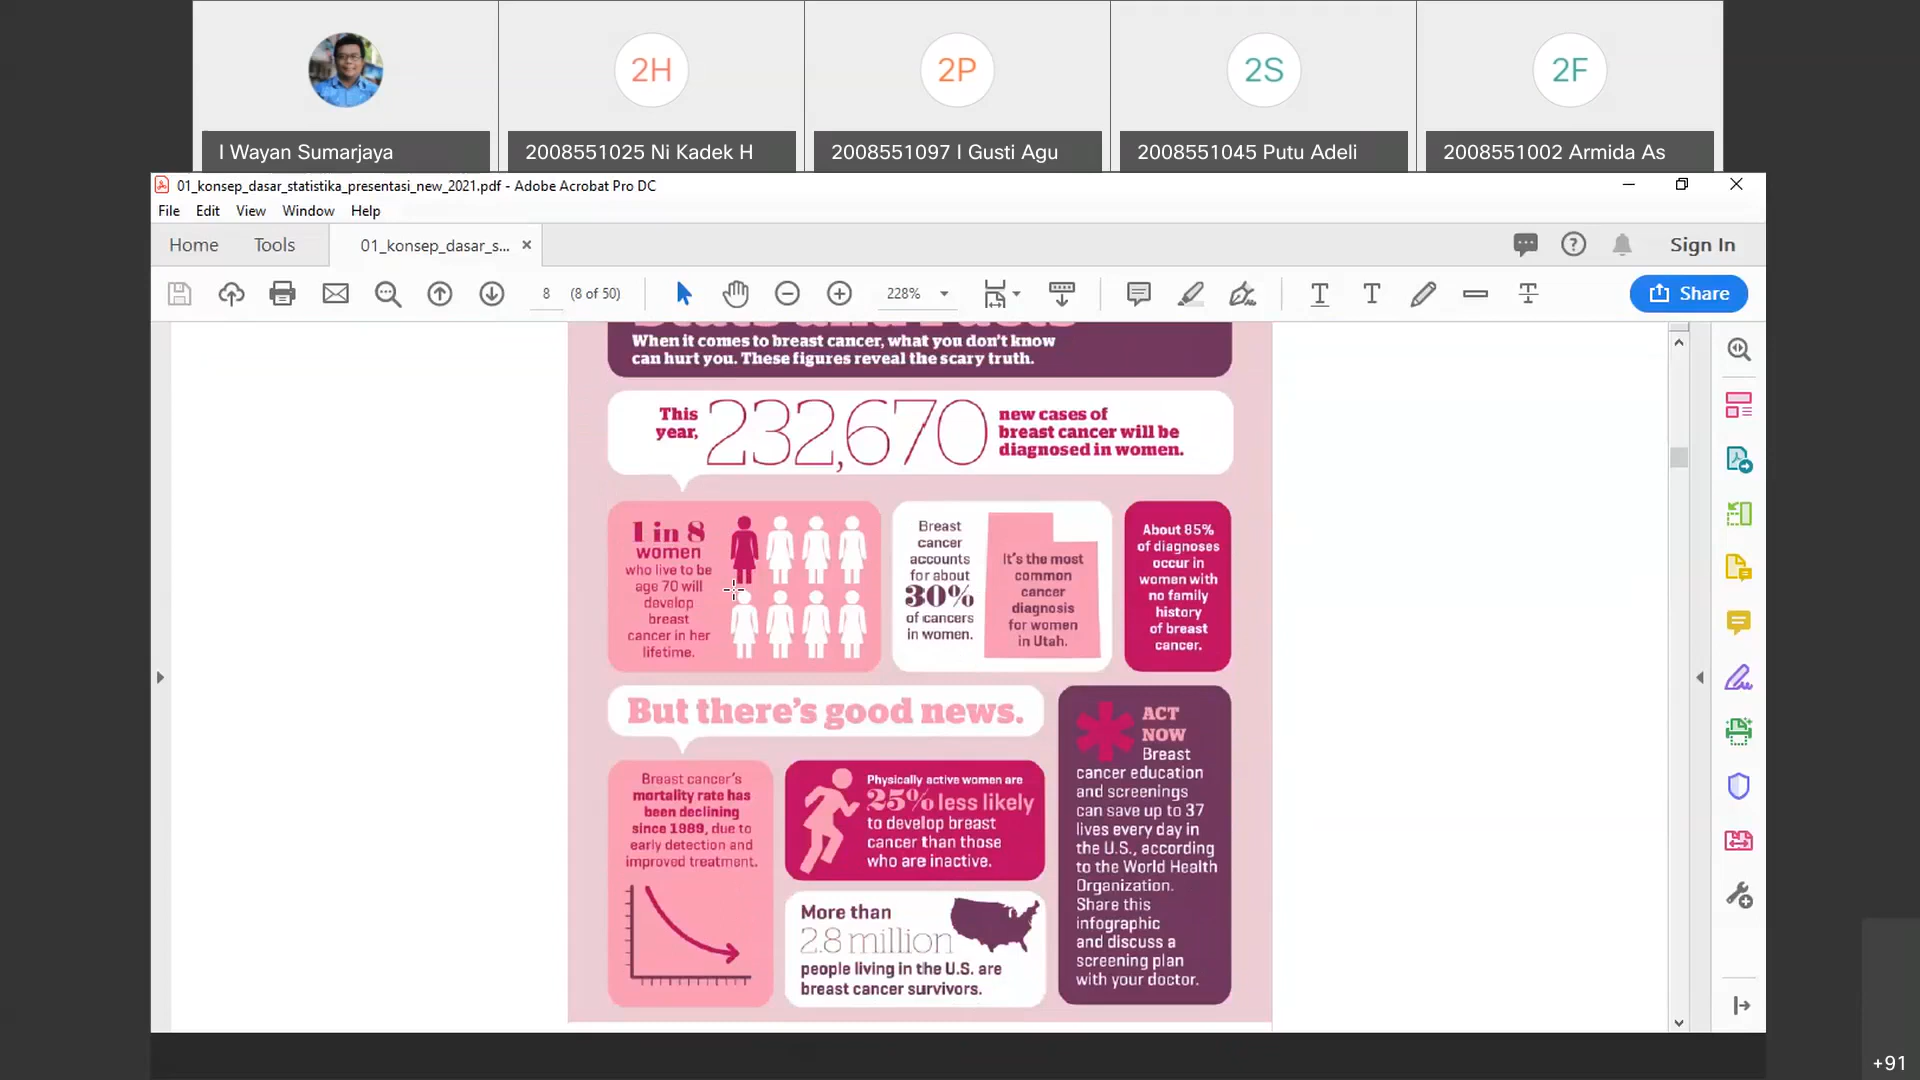 2H
2P
2S
2F
I Wayan Sumarjaya
2008551025 Ni Kadek H
2008551097 I Gusti Agu
2008551045 Putu Adeli
2008551002 Armida As
01_konsep_dasar_statistika_presentasi_new_2021.pdf - Adobe Acrobat Pro DC
File Edit View Window Help
Home Tools 01_konsep_dasar_s... Sign In
8 (8 of 50) 228% Share
Stats and Facts
When it comes to breast cancer, what you don't know
can hurt you. These figures reveal the scary truth.
This
year,
232,670
new cases of
breast cancer will be
diagnosed in women.
1 in 8
women
who live to be
age 70 will
develop
breast
cancer in her
lifetime.
Breast
cancer
accounts
for about
30%
of cancers
in women.
It's the most
common
cancer
diagnosis
for women
in Utah.
About 85%
of diagnoses
occur in
women with
no family
history
of breast
cancer.
But there's good news.
Breast cancer's
mortality rate has
been declining
since 1989, due to
early detection and
improved treatment.
Physically active women are
25% less likely
to develop breast
cancer than those
who are inactive.
More than
2.8 million
people living in the U.S. are
breast cancer survivors.
ACT
NOW
Breast
cancer education
and screenings
can save up to 37
lives every day in
the U.S., according
to the World Health
Organization.
Share this
infographic
and discuss a
screening plan
with your doctor.
+91